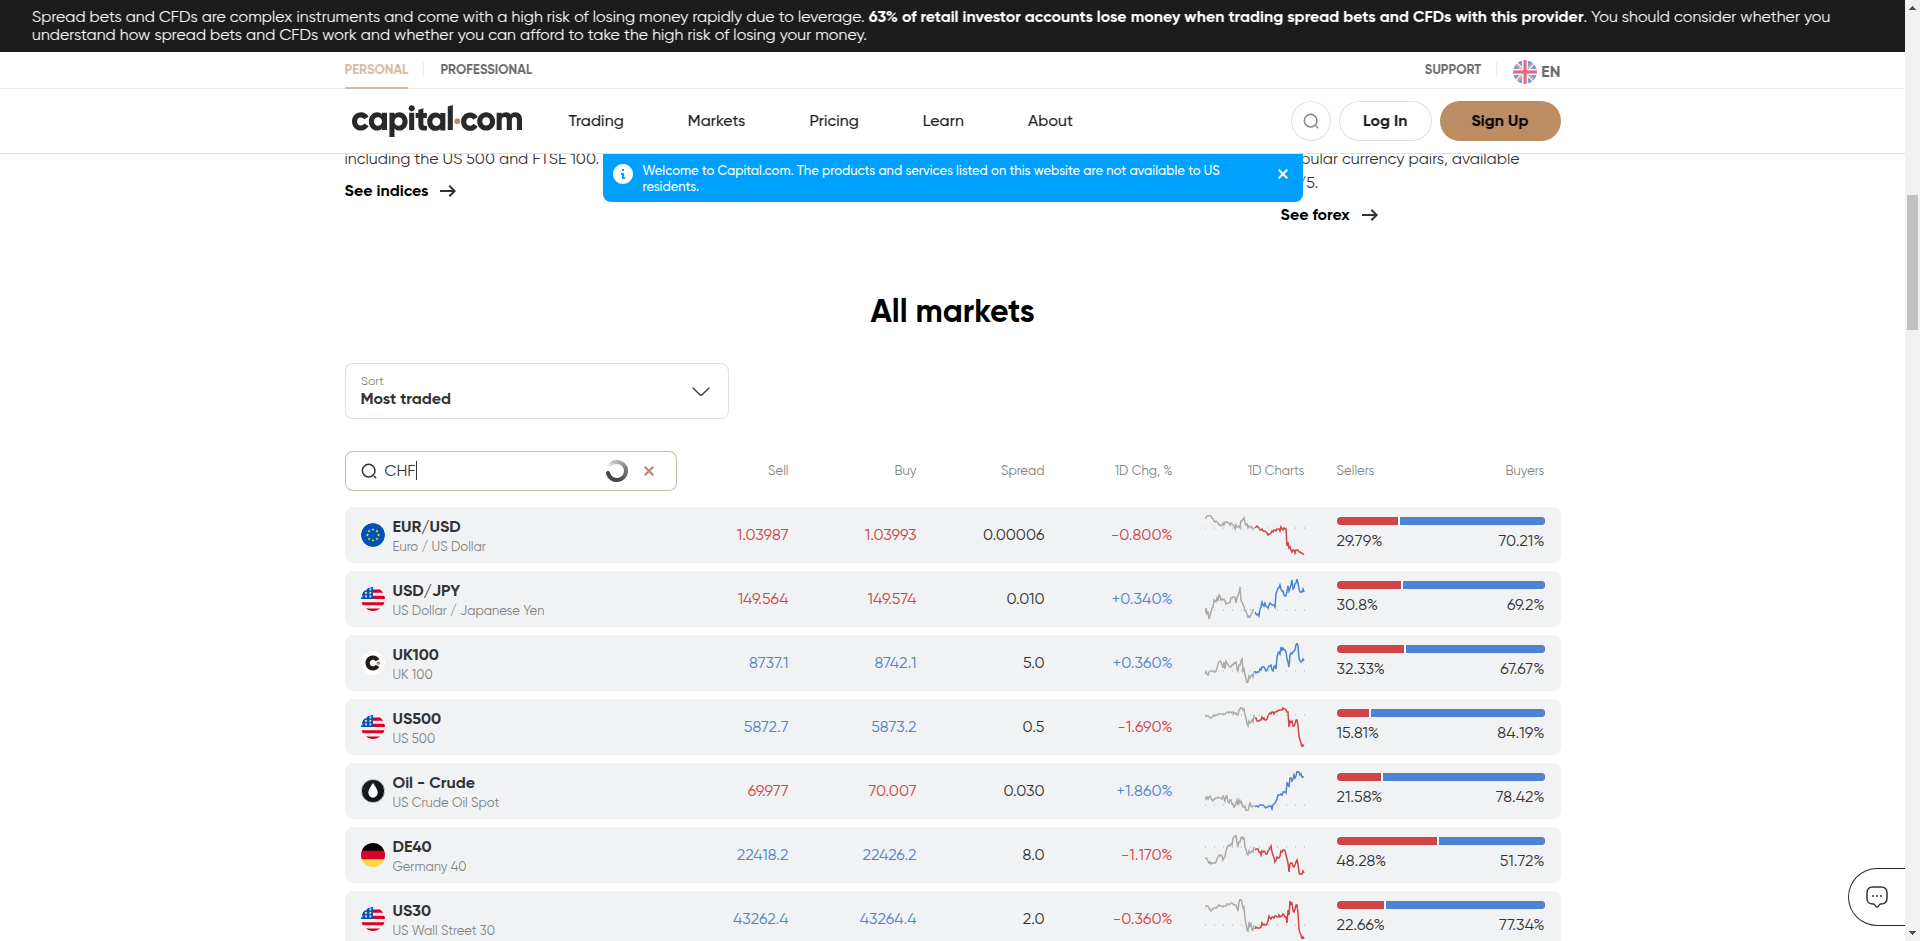 Spread bets and CFDs are complex instruments and come with a high risk of losing money rapidly due to leverage. 63% of retail investor accounts lose money when trading spread bets and CFDs with this provider. You should consider whether you
understand how spread bets and CFDs work and whether you can afford to take the high risk of losing your money.
PERSONAL PROFESSIONAL SUPPORT EN
capital.com Trading Markets Pricing Learn About Log In Sign Up
including the US 500 and FTSE 100.
Welcome to Capital.com. The products and services listed on this website are not available to US
residents.
pular currency pairs, available
/5.
See indices
See forex
All markets
Sort
Most traded
CHF Sell Buy Spread 1D Chg, % 1D Charts Sellers Buyers
EUR/USD 1.03987 1.03993 0.00006 -0.800% 29.79% 70.21%
Euro / US Dollar
USD/JPY 149.564 149.574 0.010 +0.340% 30.8% 69.2%
US Dollar / Japanese Yen
UK100 8737.1 8742.1 5.0 +0.360% 32.33% 67.67%
UK 100
US500 5872.7 5873.2 0.5 -1.690% 15.81% 84.19%
US 500
Oil - Crude 69.977 70.007 0.030 +1.860% 21.58% 78.42%
US Crude Oil Spot
DE40 22418.2 22426.2 8.0 -1.170% 48.28% 51.72%
Germany 40
US30 43262.4 43264.4 2.0 -0.360% 22.66% 77.34%
US Wall Street 30